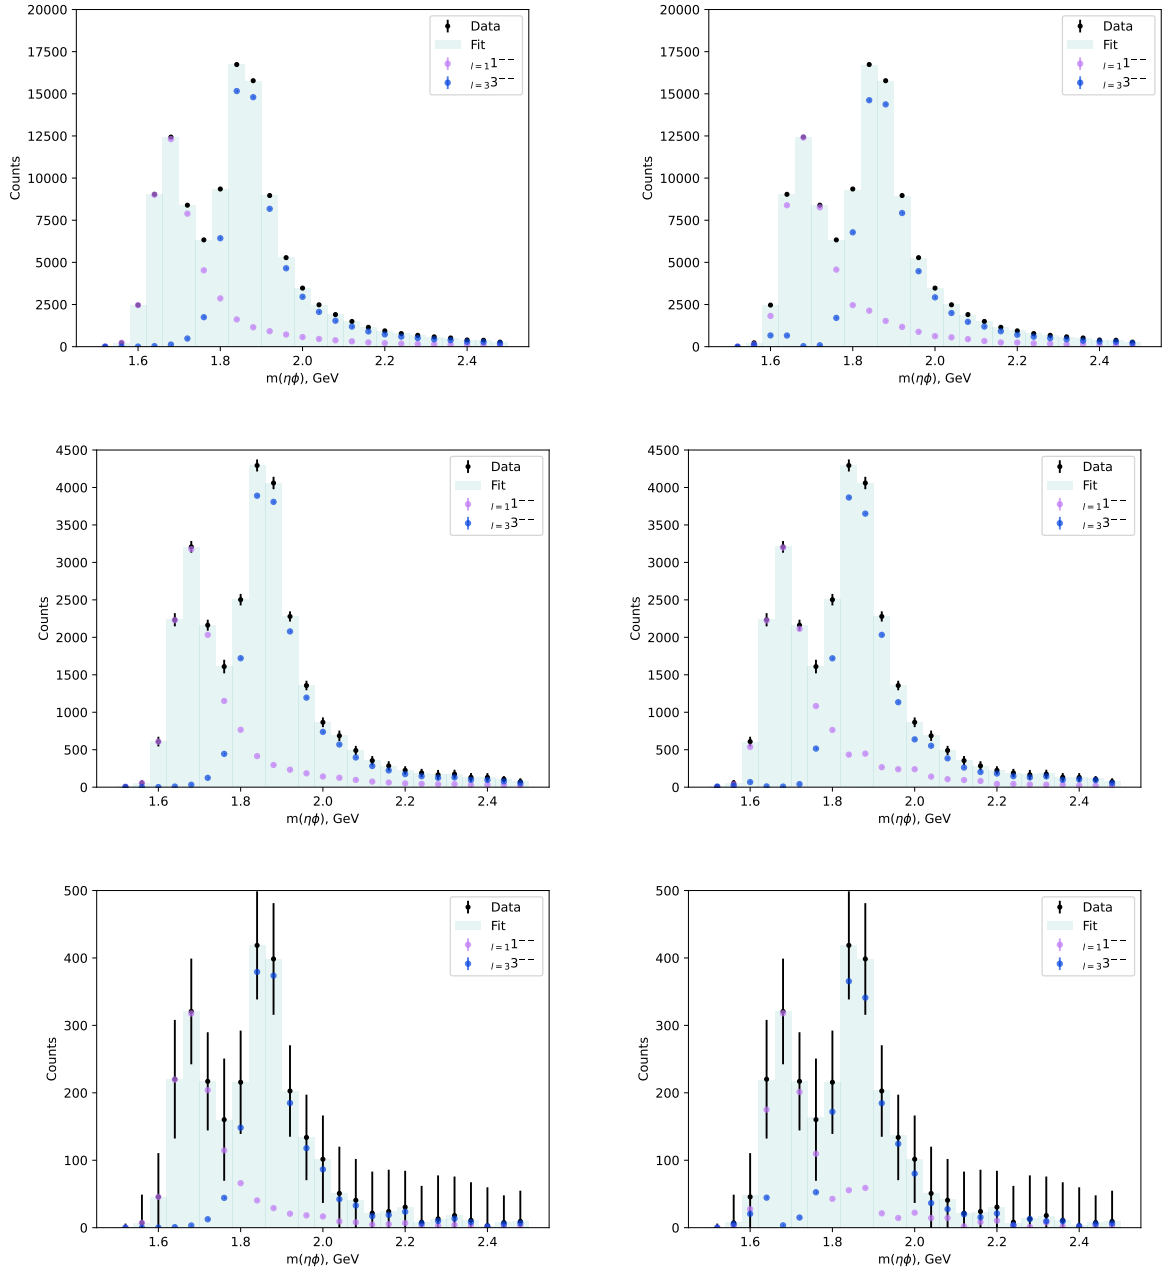 20000
17500
15000
12500
10000
7500
5000
2500
0
Counts
1.6 1.8 2.0 2.2 2.4
m(ηϕ), GeV
Data
Fit
l=1 1−−
l=3 3−−
20000
17500
15000
12500
10000
7500
5000
2500
0
Counts
1.6 1.8 2.0 2.2 2.4
m(ηϕ), GeV
Data
Fit
l=1 1−−
l=3 3−−
4500
4000
3500
3000
2500
2000
1500
1000
500
0
Counts
1.6 1.8 2.0 2.2 2.4
m(ηϕ), GeV
Data
Fit
l=1 1−−
l=3 3−−
4500
4000
3500
3000
2500
2000
1500
1000
500
0
Counts
1.6 1.8 2.0 2.2 2.4
m(ηϕ), GeV
Data
Fit
l=1 1−−
l=3 3−−
500
400
300
200
100
0
Counts
1.6 1.8 2.0 2.2 2.4
m(ηϕ), GeV
Data
Fit
l=1 1−−
l=3 3−−
500
400
300
200
100
0
Counts
1.6 1.8 2.0 2.2 2.4
m(ηϕ), GeV
Data
Fit
l=1 1−−
l=3 3−−